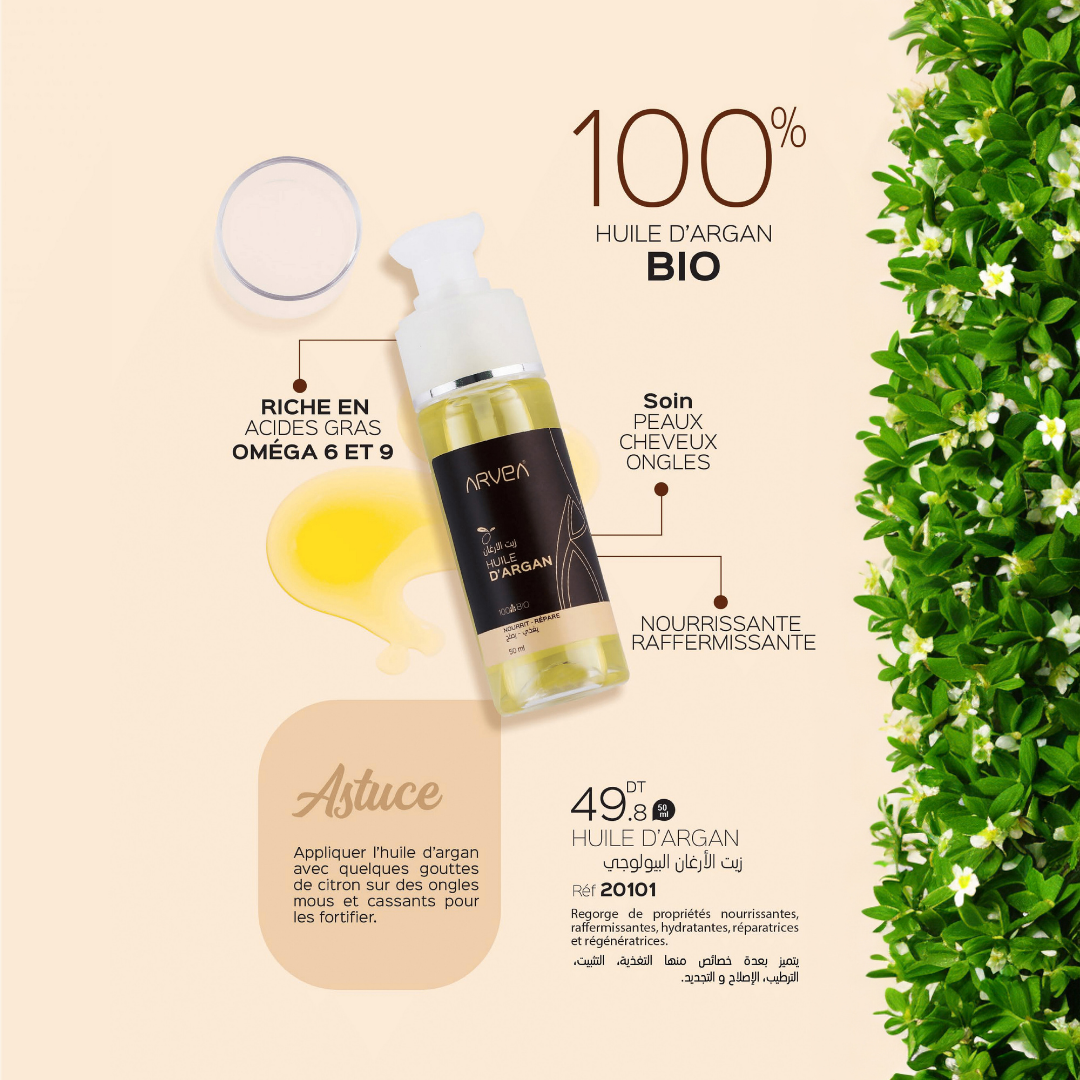 100%
HUILE D'ARGAN
BIO
RICHE EN
ACIDES GRAS
OMÉGA 6 ET 9
Soin
PEAUX
CHEVEUX
ONGLES
ARVEA
زيت الأرغان
HUILE
D'ARGAN
100% BIO
NOURRIT - RÉPARE
يغذي - يصلح
50 ml
NOURRISSANTE
RAFFERMISSANTE
Astuce
Appliquer l'huile d'argan
avec quelques gouttes
de citron sur des ongles
mous et cassants pour
les fortifier.
49.8 DT 50 ml
HUILE D'ARGAN
زيت الأرغان البيولوجي
Réf 20101
Regorge de propriétés nourrissantes,
raffermissantes, hydratantes, réparatrices
et régénératrices.
يتميز بعدة خصائص منها التغذية، التثبيت،
الترطيب، الإصلاح و التجديد.